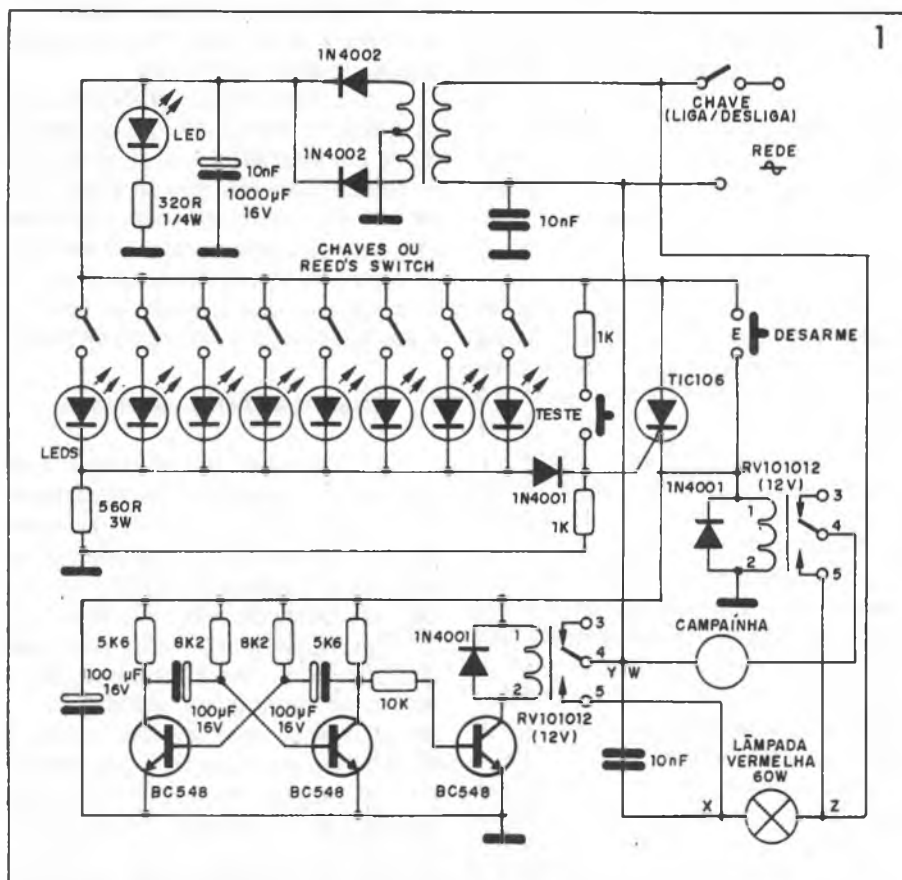 1
1N4002
CHAVE
(LIGA/DESLIGA)
LED
REDE
1N4002
10nF
1000µF
16V
320R
1/4W
10nF
CHAVES OU
REED'S SWITCH
1K
E
DESARME
TIC106
TESTE
LEDS
RV101012
(12V)
1N4001
1N4001
3
560R
3W
1K
1
4
2
5
CAMPAÍNHA
5K6
8K2
8K2
5K6
1N4001
1
3
4
Y
W
100 µF
16V
2
5
100µF
16V
100µF
16V
10K
RV101012
(12V)
LÂMPADA
VERMELHA
60W
10nF
BC548
BC548
BC548
X
Z